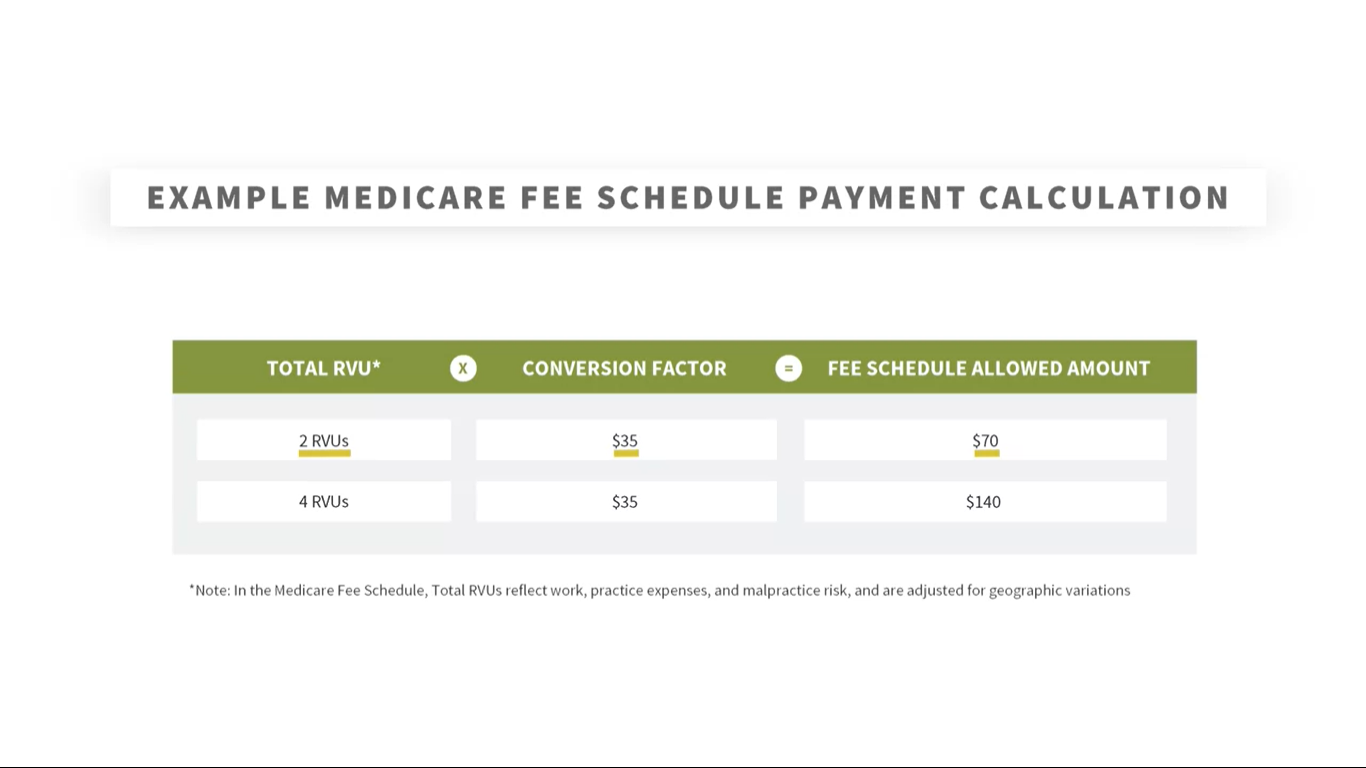 EXAMPLE MEDICARE FEE SCHEDULE PAYMENT CALCULATION
TOTAL RVU* X CONVERSION FACTOR = FEE SCHEDULE ALLOWED AMOUNT
2 RVUs $35 $70
4 RVUs $35 $140
*Note: In the Medicare Fee Schedule, Total RVUs reflect work, practice expenses, and malpractice risk, and are adjusted for geographic variations